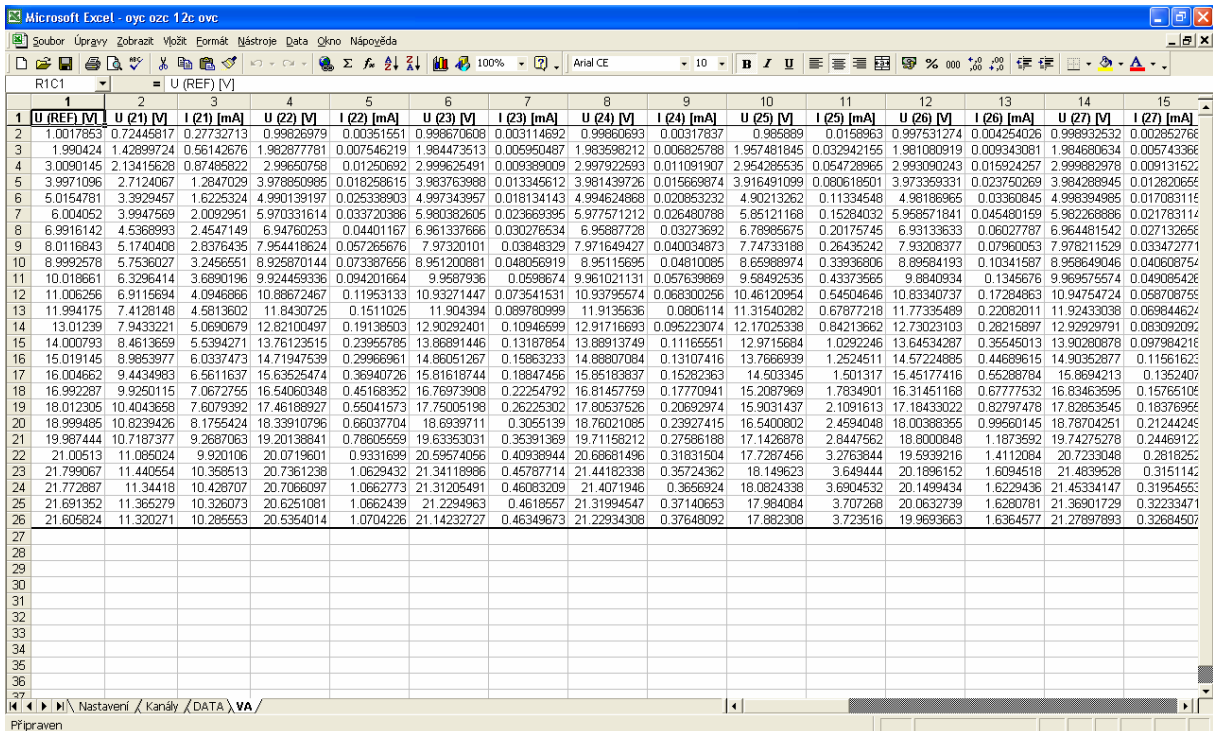 Microsoft Excel - oyc ozc 12c ovc
Soubor Úpravy Zobrazit Vložit Formát Nástroje Data Okno Nápověda
100% Arial CE 10 B I U % 000
R1C1 = U (REF) [V]
1 2 3 4 5 6 7 8 9 10 11 12 13 14 15
1 U (REF) [V] U (21) [V] I (21) [mA] U (22) [V] I (22) [mA] U (23) [V] I (23) [mA] U (24) [V] I (24) [mA] U (25) [V] I (25) [mA] U (26) [V] I (26) [mA] U (27) [V] I (27) [mA]
2 1.0017853 0.72445817 0.27732713 0.99826979 0.00351551 0.998670608 0.003114692 0.99860693 0.00317837 0.985889 0.0158963 0.997531274 0.004254026 0.998932532 0.002852768
3 1.990424 1.42899724 0.56142676 1.982877781 0.007546219 1.984473513 0.005950487 1.983598212 0.006825788 1.957481845 0.032942155 1.981080919 0.009343081 1.984680634 0.005743366
4 3.0090145 2.13415628 0.87485822 2.99650758 0.01250692 2.999625491 0.009389009 2.997922593 0.011091907 2.954285535 0.054728965 2.993090243 0.015924257 2.999882978 0.009131522
5 3.9971096 2.7124067 1.2847029 3.978850985 0.018258615 3.983763988 0.013345612 3.981439726 0.015669874 3.916491099 0.080618501 3.973359331 0.023750269 3.984288945 0.012820655
6 5.0154781 3.3929457 1.6225324 4.990139197 0.025338903 4.997343957 0.018134143 4.994624868 0.020853232 4.90213262 0.11334548 4.98186965 0.03360845 4.998394985 0.017083115
7 6.004052 3.9947569 2.0092951 5.970331614 0.033720386 5.980382605 0.023669395 5.977571212 0.026480788 5.85121168 0.15284032 5.958571841 0.045480159 5.982268886 0.021783114
8 6.9916142 4.5368993 2.4547149 6.94760253 0.04401167 6.961337666 0.030276534 6.95887728 0.03273692 6.78985675 0.20175745 6.93133633 0.06027787 6.964481542 0.027132658
9 8.0116843 5.1740408 2.8376435 7.954418624 0.057265676 7.97320101 0.03848329 7.971649427 0.040034873 7.74733188 0.26435242 7.93208377 0.07960053 7.978211529 0.033472771
10 8.9992578 5.7536027 3.2456551 8.925870144 0.073387656 8.951200881 0.048056919 8.95115695 0.04810085 8.65988974 0.33936806 8.89584193 0.10341587 8.958649046 0.040608754
11 10.018661 6.3296414 3.6890196 9.924459336 0.094201664 9.9587936 0.0598674 9.961021131 0.057639869 9.58492535 0.43373565 9.8840934 0.1345676 9.969575574 0.049085426
12 11.006256 6.9115694 4.0946866 10.88672467 0.11953133 10.93271447 0.073541531 10.93795574 0.068300256 10.46120954 0.54504646 10.83340737 0.17284863 10.94754724 0.058708759
13 11.994175 7.4128148 4.5813602 11.8430725 0.1511025 11.904394 0.089780999 11.9135636 0.0806114 11.31540282 0.67877218 11.77335489 0.22082011 11.92433038 0.069844624
14 13.01239 7.9433221 5.0690679 12.82100497 0.19138503 12.90292401 0.10946599 12.91716693 0.095223074 12.17025338 0.84213662 12.73023103 0.28215897 12.92929791 0.083092092
15 14.000793 8.4613659 5.5394271 13.76123515 0.23955785 13.86891446 0.13187854 13.88913749 0.11165551 12.9715684 1.0292246 13.64534287 0.35545013 13.90280878 0.097984218
16 15.019145 8.9853977 6.0337473 14.71947539 0.29966961 14.86051267 0.15863233 14.88807084 0.13107416 13.7666939 1.2524511 14.57224885 0.44689615 14.90352877 0.11561623
17 16.004662 9.4434983 6.5611637 15.63525474 0.36940726 15.81618744 0.18847456 15.85183837 0.15282363 14.503345 1.501317 15.45177416 0.55288784 15.8694213 0.1352407
18 16.992287 9.9250115 7.0672755 16.54060348 0.45168352 16.76973908 0.22254792 16.81457759 0.17770941 15.2087969 1.7834901 16.31451168 0.67777532 16.83463595 0.15765105
19 18.012305 10.4043658 7.6079392 17.46188927 0.55041573 17.75005198 0.26225302 17.80537526 0.20692974 15.9031437 2.1091613 17.18433022 0.82797478 17.82853545 0.18376955
20 18.999485 10.8239426 8.1755424 18.33910796 0.66037704 18.6939711 0.3055139 18.76021085 0.23927415 16.5400802 2.4594048 18.00388355 0.99560145 18.78704251 0.21244249
21 19.987444 10.7187377 9.2687063 19.20138841 0.78605559 19.63353031 0.35391369 19.71158212 0.27586188 17.1426878 2.8447562 18.8000848 1.1873592 19.74275278 0.24469122
22 21.00513 11.085024 9.920106 20.0719601 0.9331699 20.59574056 0.40938944 20.68681496 0.31831504 17.7287456 3.2763844 19.5939216 1.4112084 20.7233048 0.2818252
23 21.799067 11.440554 10.358513 20.7361238 1.0629432 21.34118986 0.45787714 21.44182338 0.35724362 18.149623 3.649444 20.1896152 1.6094518 21.4839528 0.3151142
24 21.772887 11.34418 10.428707 20.7066097 1.0662773 21.31205491 0.46083209 21.4071946 0.3656924 18.0824338 3.6904532 20.1499434 1.6229436 21.45334147 0.31954553
25 21.691352 11.365279 10.326073 20.6251081 1.0662439 21.2294963 0.4618557 21.31994547 0.37140653 17.984084 3.707268 20.0632739 1.6280781 21.36901729 0.32233471
26 21.605824 11.320271 10.285553 20.5354014 1.0704226 21.14232727 0.46349673 21.22934308 0.37648092 17.882308 3.723516 19.9693663 1.6364577 21.27897893 0.32684507
27
28
29
30
31
32
33
34
35
36
37
Nastavení Kanály DATA VA
Připraven